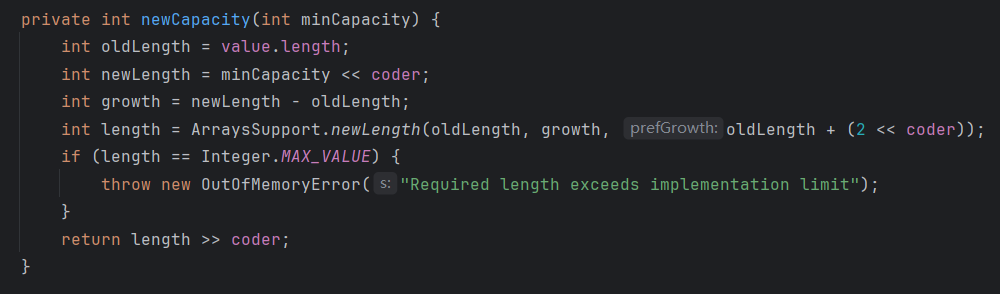 private int newCapacity(int minCapacity) {
    int oldLength = value.length;
    int newLength = minCapacity << coder;
    int growth = newLength - oldLength;
    int length = ArraysSupport.newLength(oldLength, growth, prefGrowth: oldLength + (2 << coder));
    if (length == Integer.MAX_VALUE) {
        throw new OutOfMemoryError( s: "Required length exceeds implementation limit");
    }
    return length >> coder;
}